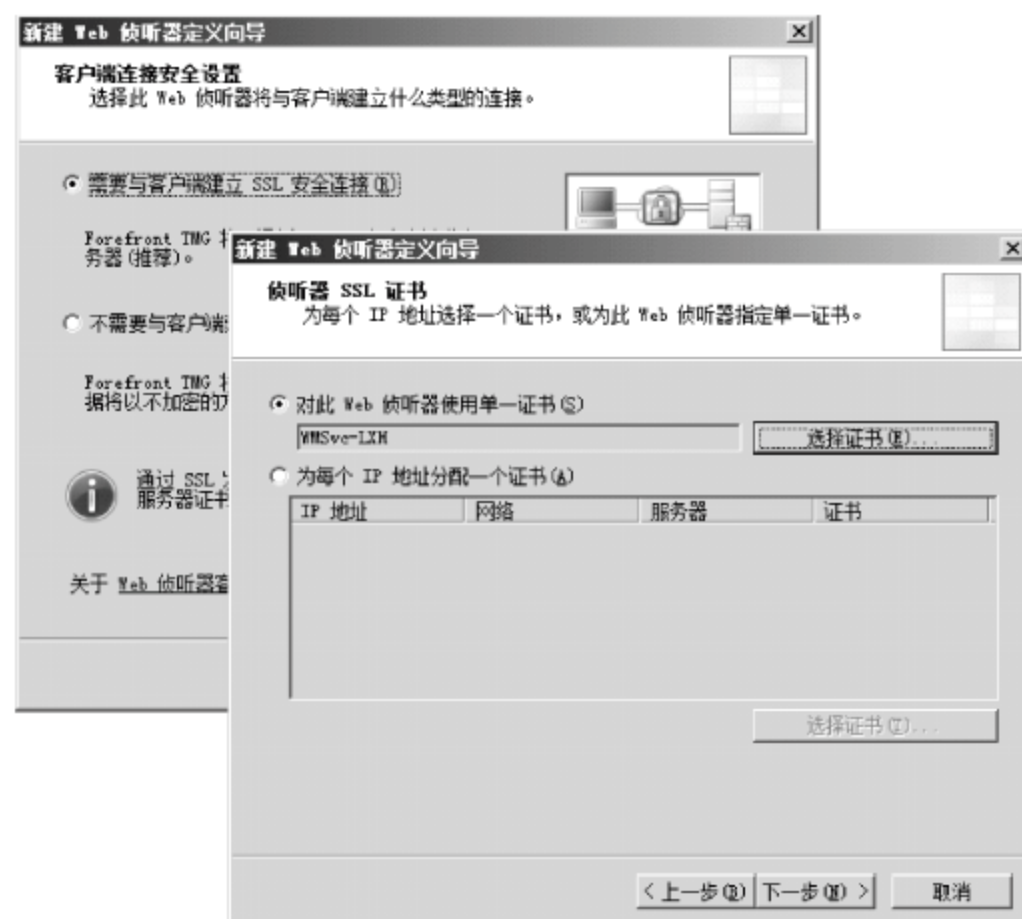 新建 Web 侦听器定义向导
客户端连接安全设置
选择此 Web 侦听器将与客户端建立什么类型的连接。
需要与客户端建立 SSL 安全连接(R)
Forefront TMG
务器(推荐)。
不需要与客户端
Forefront TMG
据将以不加密的
通过 SSL
服务器证书
关于 Web 侦听器客
新建 Web 侦听器定义向导
侦听器 SSL 证书
为每个 IP 地址选择一个证书，或为此 Web 侦听器指定单一证书。
对此 Web 侦听器使用单一证书(S)
WMSvc-LXH
选择证书(E)...
为每个 IP 地址分配一个证书(A)
IP 地址 网络 服务器 证书
选择证书(T)...
< 上一步(B) 下一步(N) > 取消